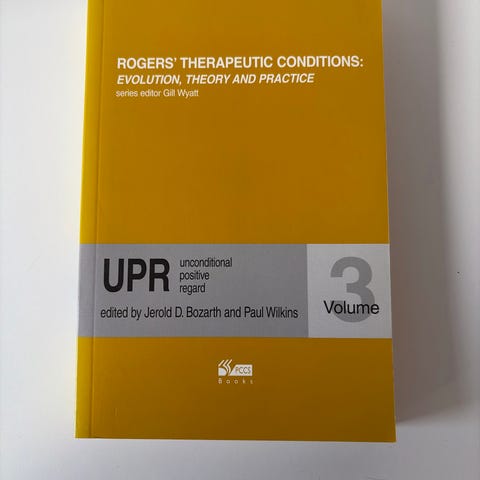 ROGERS' THERAPEUTIC CONDITIONS:
EVOLUTION, THEORY AND PRACTICE
series editor Gill Wyatt
UPR
unconditional
positive
regard
edited by Jerold D. Bozarth and Paul Wilkins
3
Volume
PCCS
Books